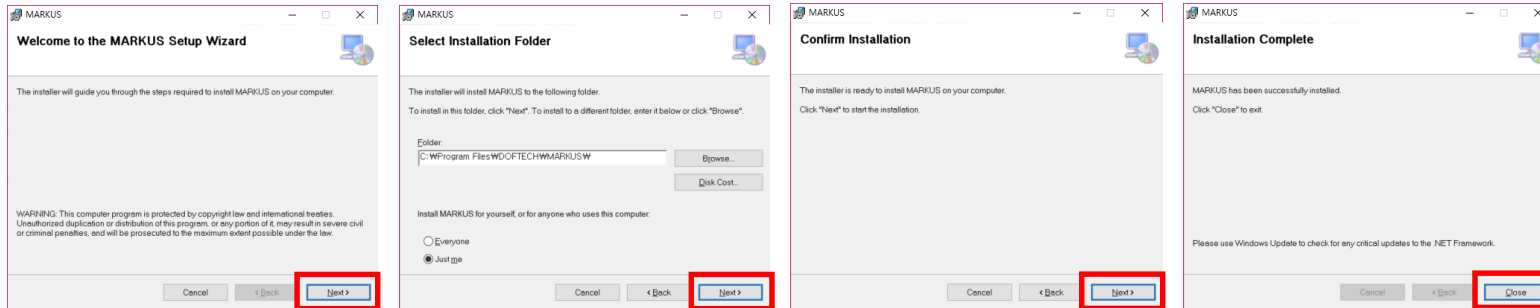 MARKUS
Welcome to the MARKUS Setup Wizard
The installer will guide you through the steps required to install MARKUS on your computer.
WARNING: This computer program is protected by copyright law and international treaties.
Unauthorized duplication or distribution of this program, or any portion of it, may result in severe civil
or criminal penalties, and will be prosecuted to the maximum extent possible under the law.
Cancel
< Back
Next >
MARKUS
Select Installation Folder
The installer will install MARKUS to the following folder.
To install in this folder, click "Next". To install to a different folder, enter it below or click "Browse".
Folder:
C:₩Program Files₩DOFTECH₩MARKUS₩
Browse...
Disk Cost...
Install MARKUS for yourself, or for anyone who uses this computer:
Everyone
Just me
Cancel
< Back
Next >
MARKUS
Confirm Installation
The installer is ready to install MARKUS on your computer.
Click "Next" to start the installation.
Cancel
< Back
Next >
MARKUS
Installation Complete
MARKUS has been successfully installed.
Click "Close" to exit.
Please use Windows Update to check for any critical updates to the .NET Framework.
Cancel
< Back
Close